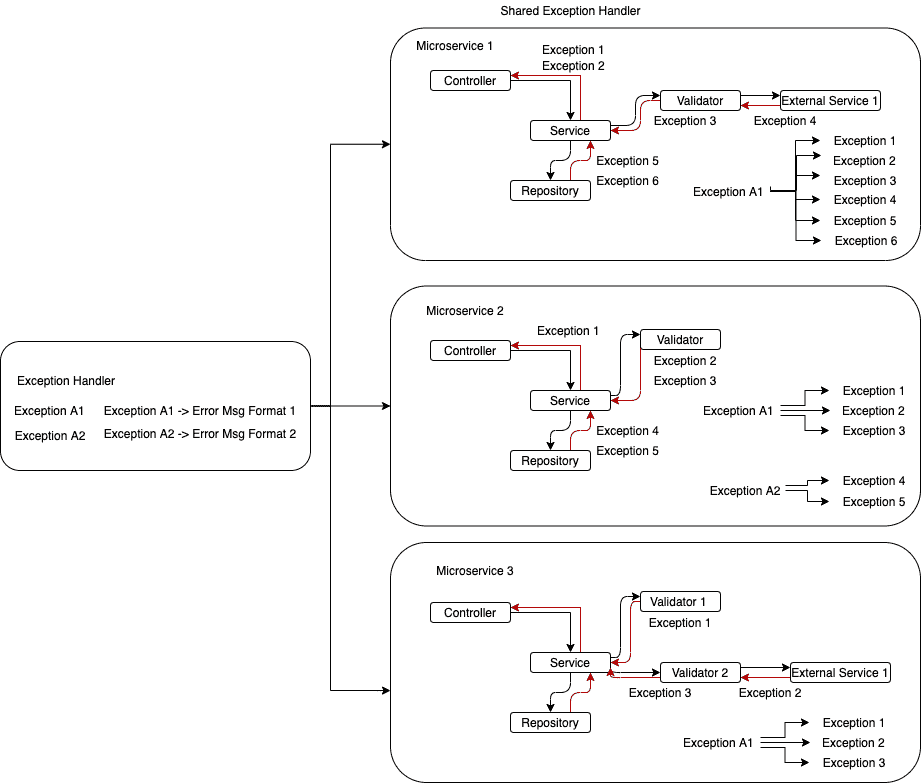 Shared Exception Handler
Microservice 1
Exception 1
Exception 2
Controller
Validator
External Service 1
Exception 3
Exception 4
Service
Exception 5
Exception 6
Repository
Exception A1
Exception 1
Exception 2
Exception 3
Exception 4
Exception 5
Exception 6
Exception Handler
Exception A1 Exception A1 -> Error Msg Format 1
Exception A2 Exception A2 -> Error Msg Format 2
Microservice 2
Exception 1
Controller
Validator
Exception 2
Exception 3
Service
Exception 4
Exception 5
Repository
Exception A1
Exception 1
Exception 2
Exception 3
Exception A2
Exception 4
Exception 5
Microservice 3
Controller
Validator 1
Exception 1
Service
Validator 2
External Service 1
Exception 3
Exception 2
Repository
Exception A1
Exception 1
Exception 2
Exception 3